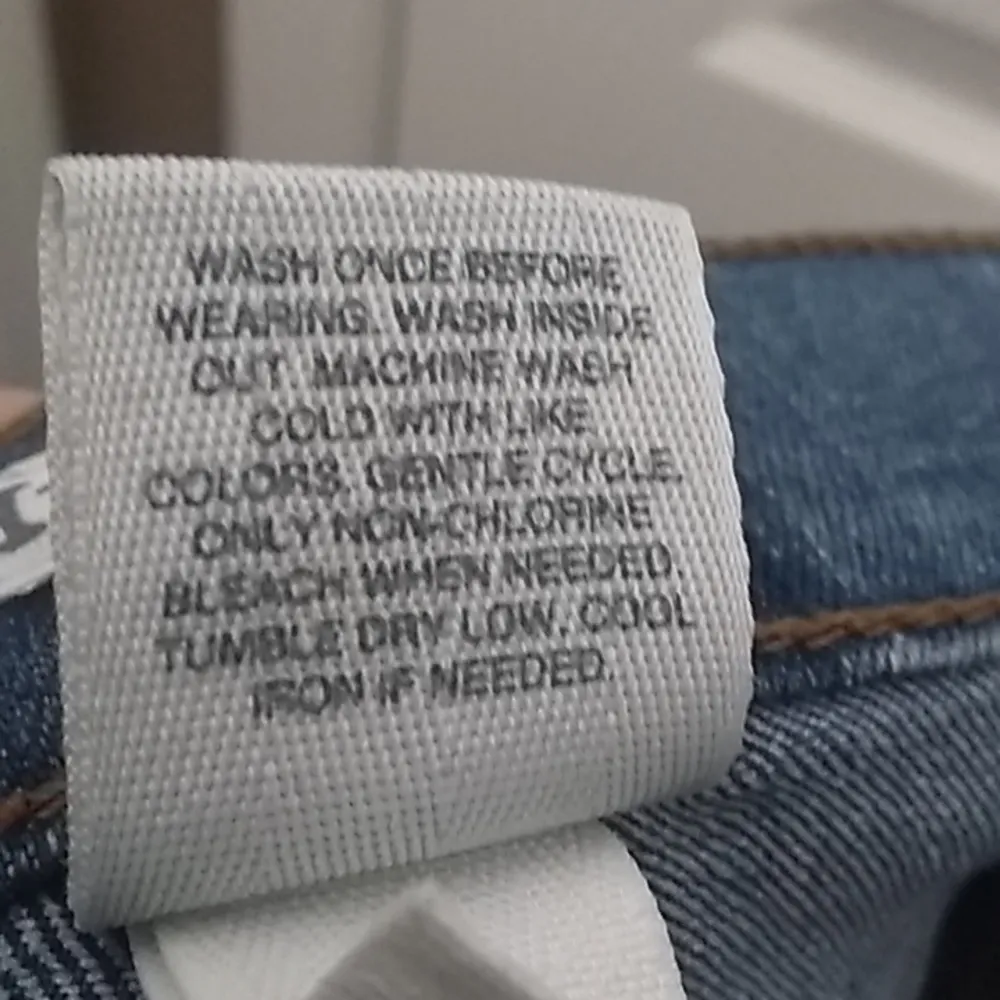 WASH ONCE BEFORE
WEARING. WASH INSIDE
OUT. MACHINE WASH
COLD WITH LIKE
COLORS. GENTLE CYCLE.
ONLY NON-CHLORINE
BLEACH WHEN NEEDED.
TUMBLE DRY LOW. COOL
IRON IF NEEDED.